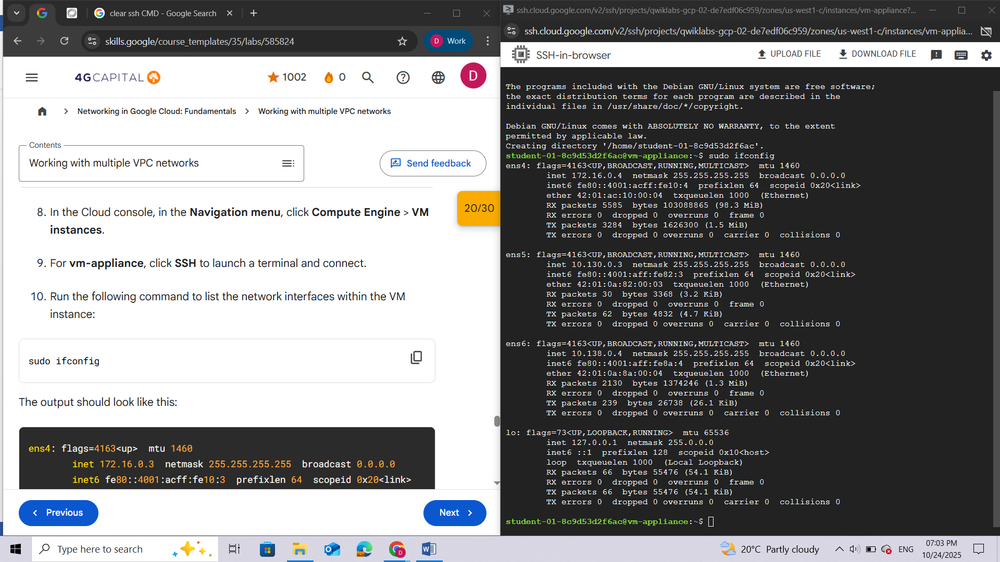 clear ssh CMD - Google Search
skills.google/course_templates/35/labs/585824
D
Work
4GCAPITAL
1002
0
D
Networking in Google Cloud: Fundamentals
Working with multiple VPC networks
Contents
Working with multiple VPC networks
Send feedback
20/30
8. In the Cloud console, in the Navigation menu, click Compute Engine > VM
instances.
9. For vm-appliance, click SSH to launch a terminal and connect.
10. Run the following command to list the network interfaces within the VM
instance:
sudo ifconfig
The output should look like this:
ens4: flags=4163<up>  mtu 1460
inet 172.16.0.3  netmask 255.255.255.255  broadcast 0.0.0.0
inet6 fe80::4001:acff:fe10:3  prefixlen 64  scopeid 0x20<link>
Previous
Next
ssh.cloud.google.com/v2/ssh/projects/qwiklabs-gcp-02-de7edf06c959/zones/us-west1-c/instances/vm-appliance?...
ssh.cloud.google.com/v2/ssh/projects/qwiklabs-gcp-02-de7edf06c959/zones/us-west1-c/instances/vm-applia...
SSH-in-browser
UPLOAD FILE
DOWNLOAD FILE
The programs included with the Debian GNU/Linux system are free software;
the exact distribution terms for each program are described in the
individual files in /usr/share/doc/*/copyright.
Debian GNU/Linux comes with ABSOLUTELY NO WARRANTY, to the extent
permitted by applicable law.
Creating directory '/home/student-01-8c9d53d2f6ac'.
student-01-8c9d53d2f6ac@vm-appliance:~$ sudo ifconfig
ens4: flags=4163<UP,BROADCAST,RUNNING,MULTICAST>  mtu 1460
inet 172.16.0.4  netmask 255.255.255.255  broadcast 0.0.0.0
inet6 fe80::4001:acff:fe10:4  prefixlen 64  scopeid 0x20<link>
ether 42:01:ac:10:00:04  txqueuelen 1000  (Ethernet)
RX packets 5585  bytes 103088865 (98.3 MiB)
RX errors 0  dropped 0  overruns 0  frame 0
TX packets 3284  bytes 1626300 (1.5 MiB)
TX errors 0  dropped 0 overruns 0  carrier 0  collisions 0
ens5: flags=4163<UP,BROADCAST,RUNNING,MULTICAST>  mtu 1460
inet 10.130.0.3  netmask 255.255.255.255  broadcast 0.0.0.0
inet6 fe80::4001:aff:fe82:3  prefixlen 64  scopeid 0x20<link>
ether 42:01:0a:82:00:03  txqueuelen 1000  (Ethernet)
RX packets 30  bytes 3368 (3.2 KiB)
RX errors 0  dropped 0  overruns 0  frame 0
TX packets 62  bytes 4832 (4.7 KiB)
TX errors 0  dropped 0 overruns 0  carrier 0  collisions 0
ens6: flags=4163<UP,BROADCAST,RUNNING,MULTICAST>  mtu 1460
inet 10.138.0.4  netmask 255.255.255.255  broadcast 0.0.0.0
inet6 fe80::4001:aff:fe8a:4  prefixlen 64  scopeid 0x20<link>
ether 42:01:0a:8a:00:04  txqueuelen 1000  (Ethernet)
RX packets 2130  bytes 1374246 (1.3 MiB)
RX errors 0  dropped 0  overruns 0  frame 0
TX packets 239  bytes 26738 (26.1 KiB)
TX errors 0  dropped 0 overruns 0  carrier 0  collisions 0
lo: flags=73<UP,LOOPBACK,RUNNING>  mtu 65536
inet 127.0.0.1  netmask 255.0.0.0
inet6 ::1  prefixlen 128  scopeid 0x10<host>
loop  txqueuelen 1000  (Local Loopback)
RX packets 66  bytes 55476 (54.1 KiB)
RX errors 0  dropped 0  overruns 0  frame 0
TX packets 66  bytes 55476 (54.1 KiB)
TX errors 0  dropped 0 overruns 0  carrier 0  collisions 0
student-01-8c9d53d2f6ac@vm-appliance:~$
Type here to search
20°C  Partly cloudy
ENG
07:03 PM
10/24/2025